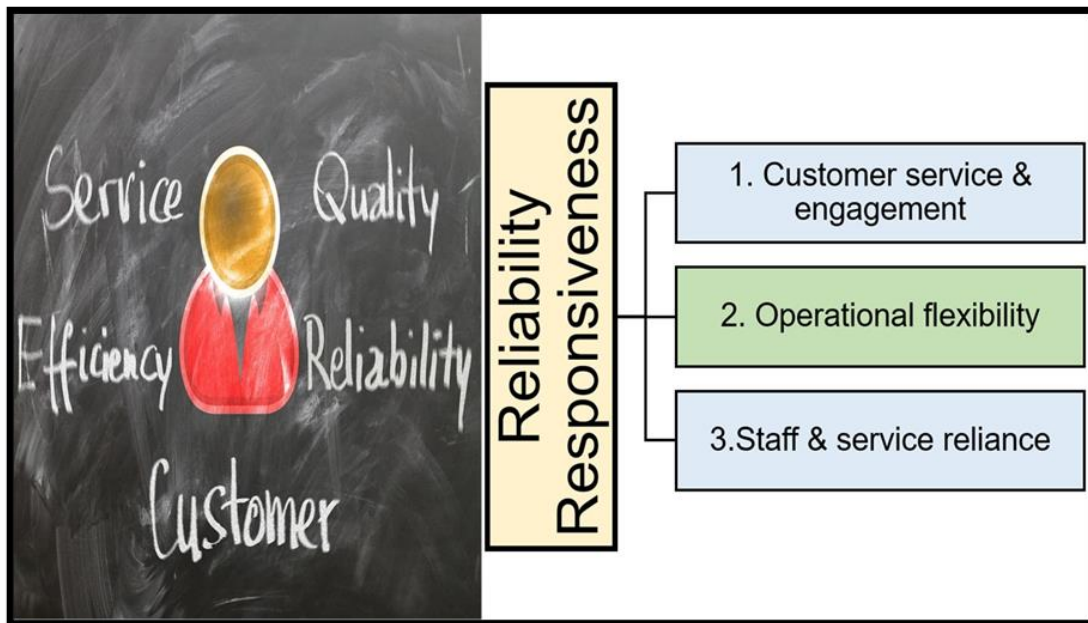 Service Quality
Efficiency Reliability
Customer
Reliability
Responsiveness
1. Customer service &
engagement
2. Operational flexibility
3.Staff & service reliance